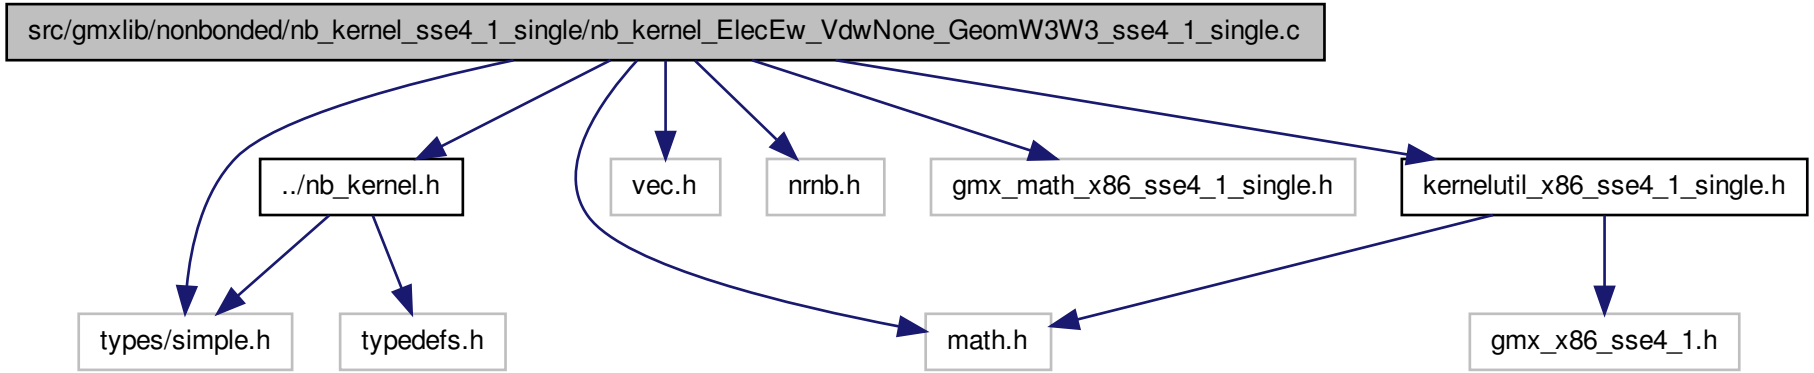 src/gmxlib/nonbonded/nb_kernel_sse4_1_single/nb_kernel_ElecEw_VdwNone_GeomW3W3_sse4_1_single.c
../nb_kernel.h
vec.h
nrnb.h
gmx_math_x86_sse4_1_single.h
kernelutil_x86_sse4_1_single.h
types/simple.h
typedefs.h
math.h
gmx_x86_sse4_1.h